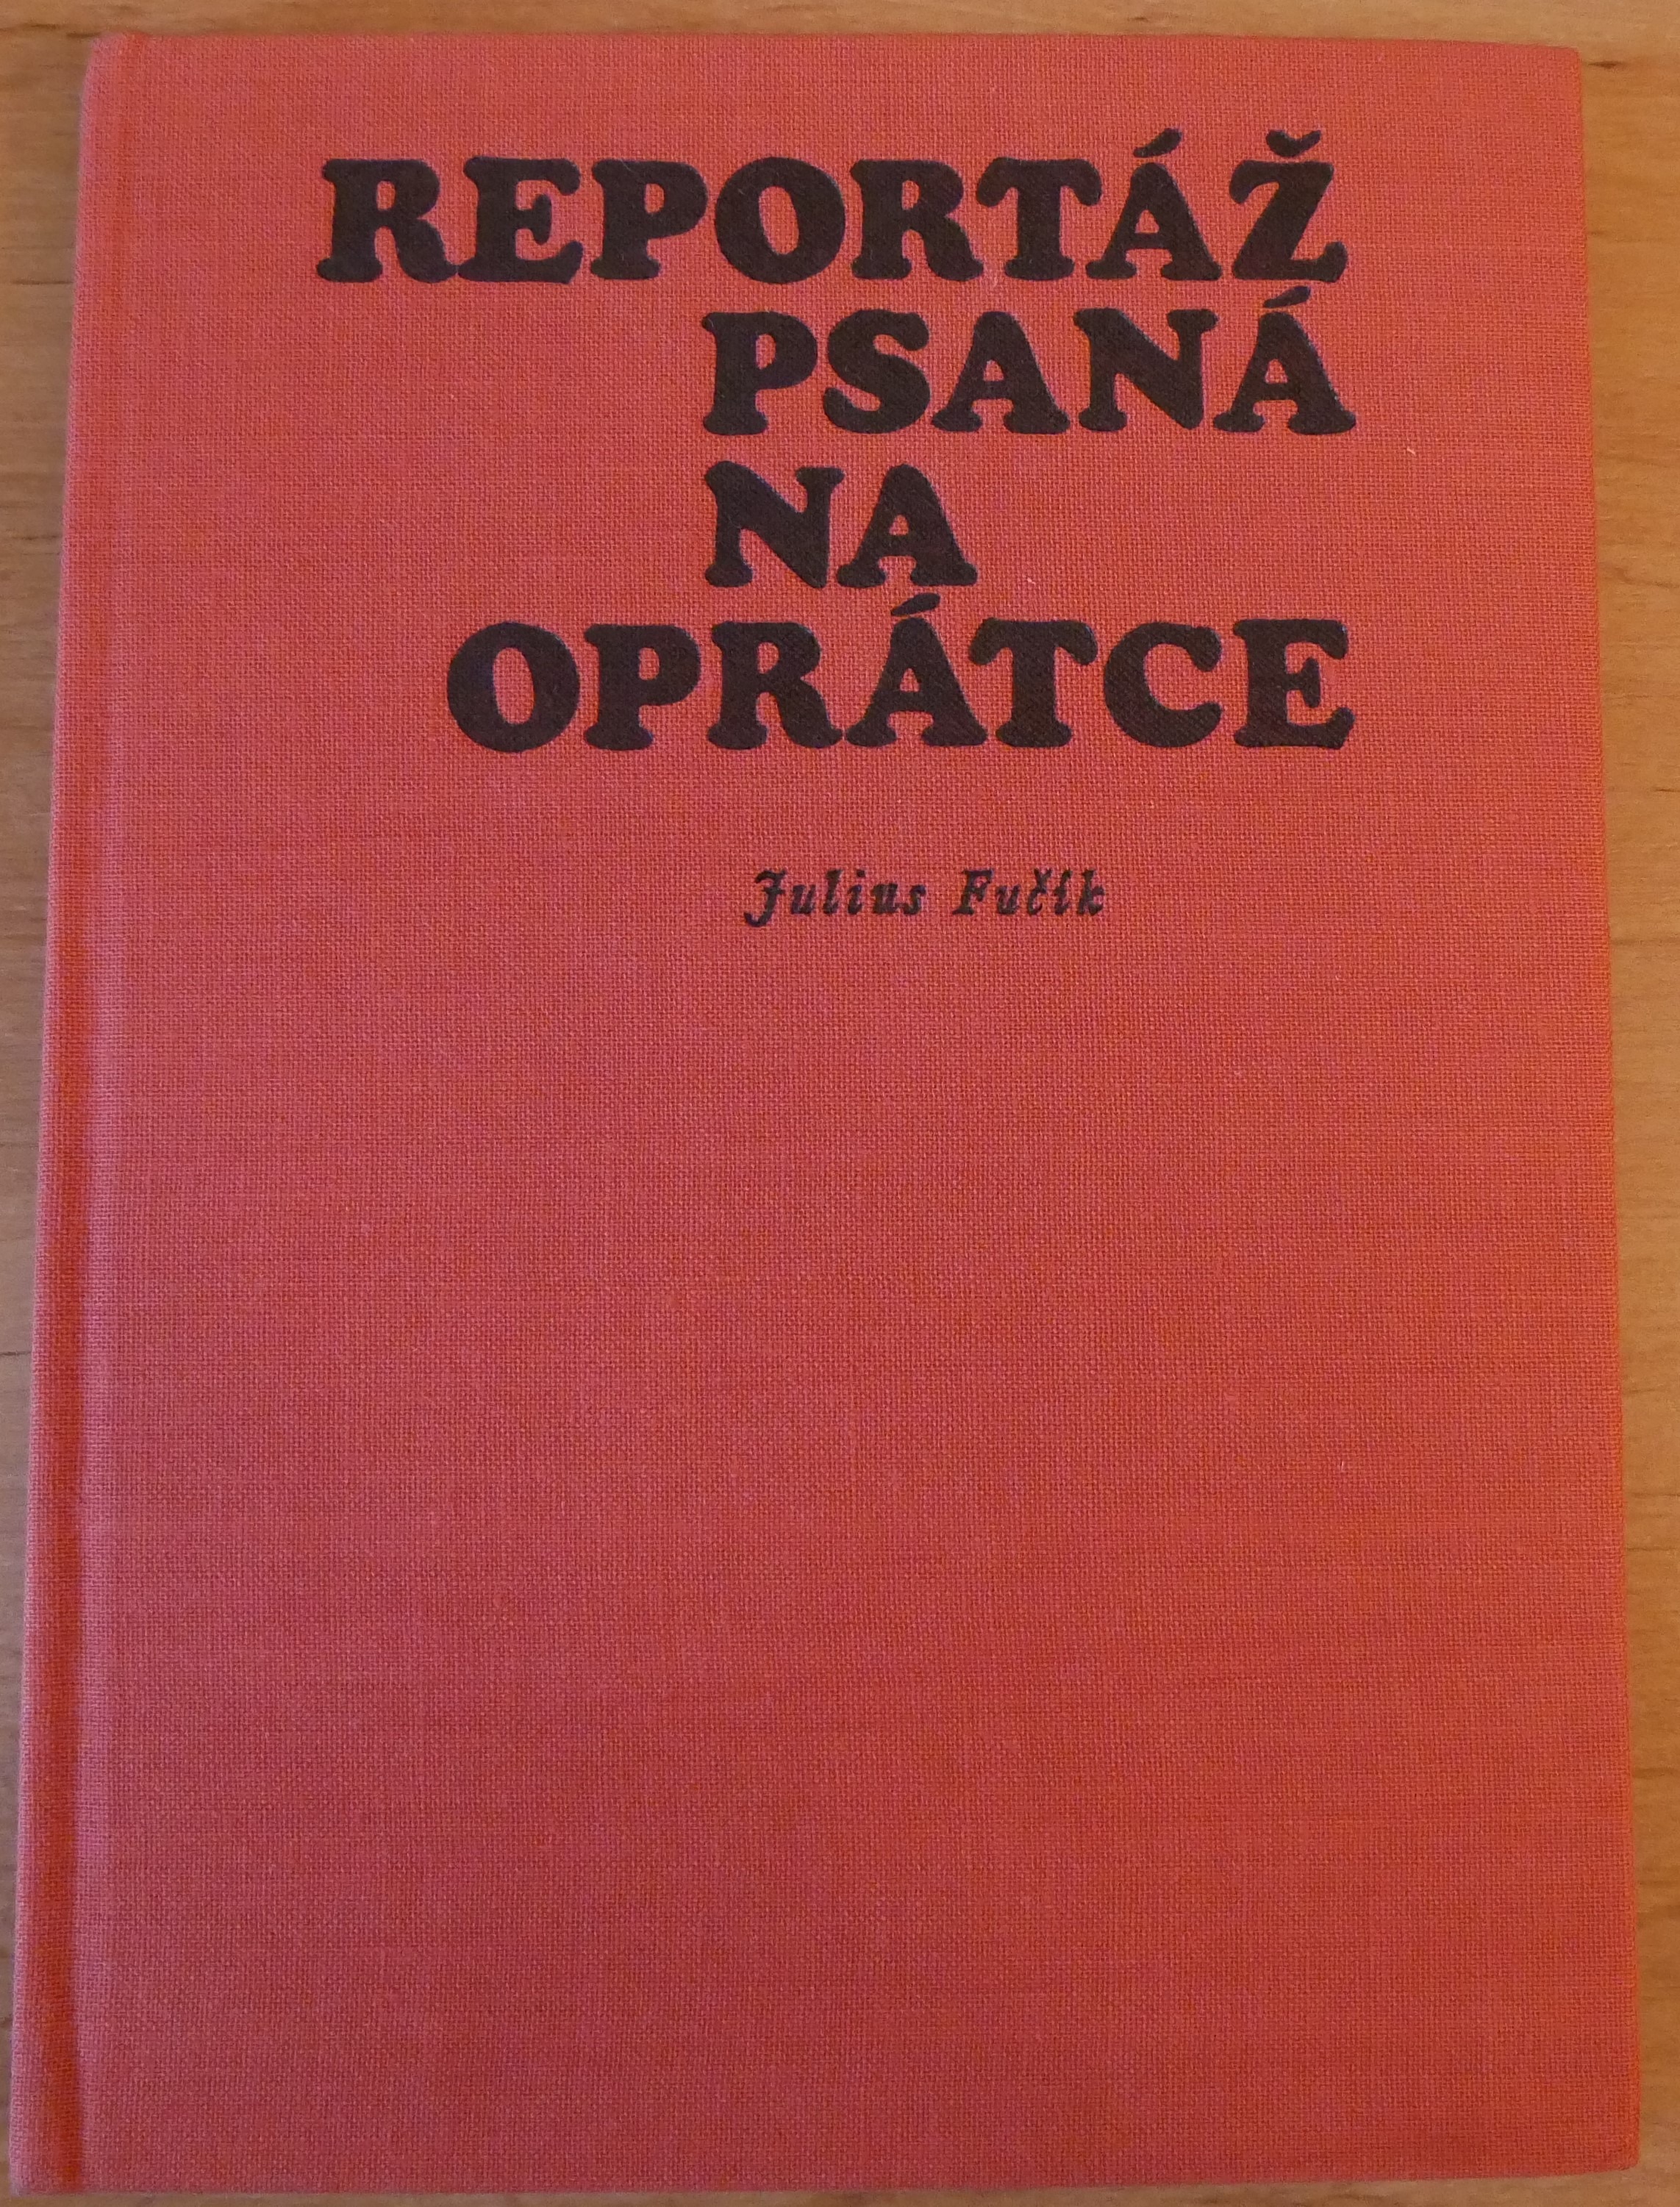 REPORTÁŽ
PSANÁ
NA
OPRÁTCE
Julius Fučík